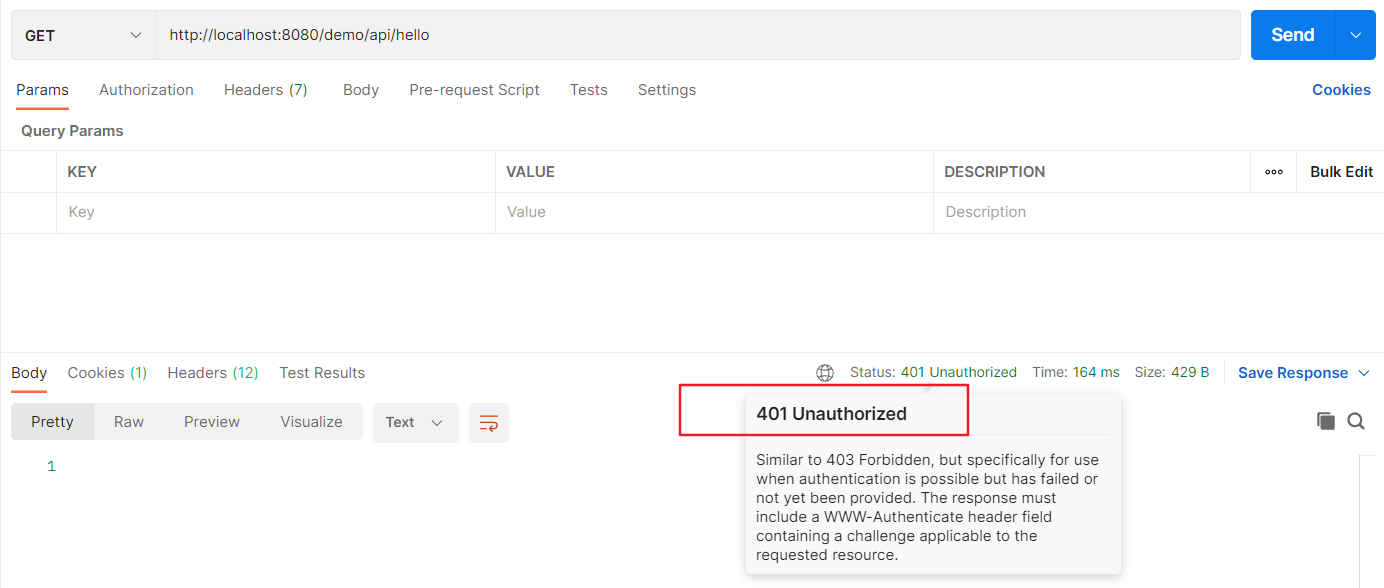 GET http://localhost:8080/demo/api/hello Send
Params Authorization Headers (7) Body Pre-request Script Tests Settings Cookies
Query Params
KEY VALUE DESCRIPTION Bulk Edit
Key Value Description
Body Cookies (1) Headers (12) Test Results Status: 401 Unauthorized Time: 164 ms Size: 429 B Save Response
Pretty Raw Preview Visualize Text
1
401 Unauthorized
Similar to 403 Forbidden, but specifically for use
when authentication is possible but has failed or
not yet been provided. The response must
include a WWW-Authenticate header field
containing a challenge applicable to the
requested resource.